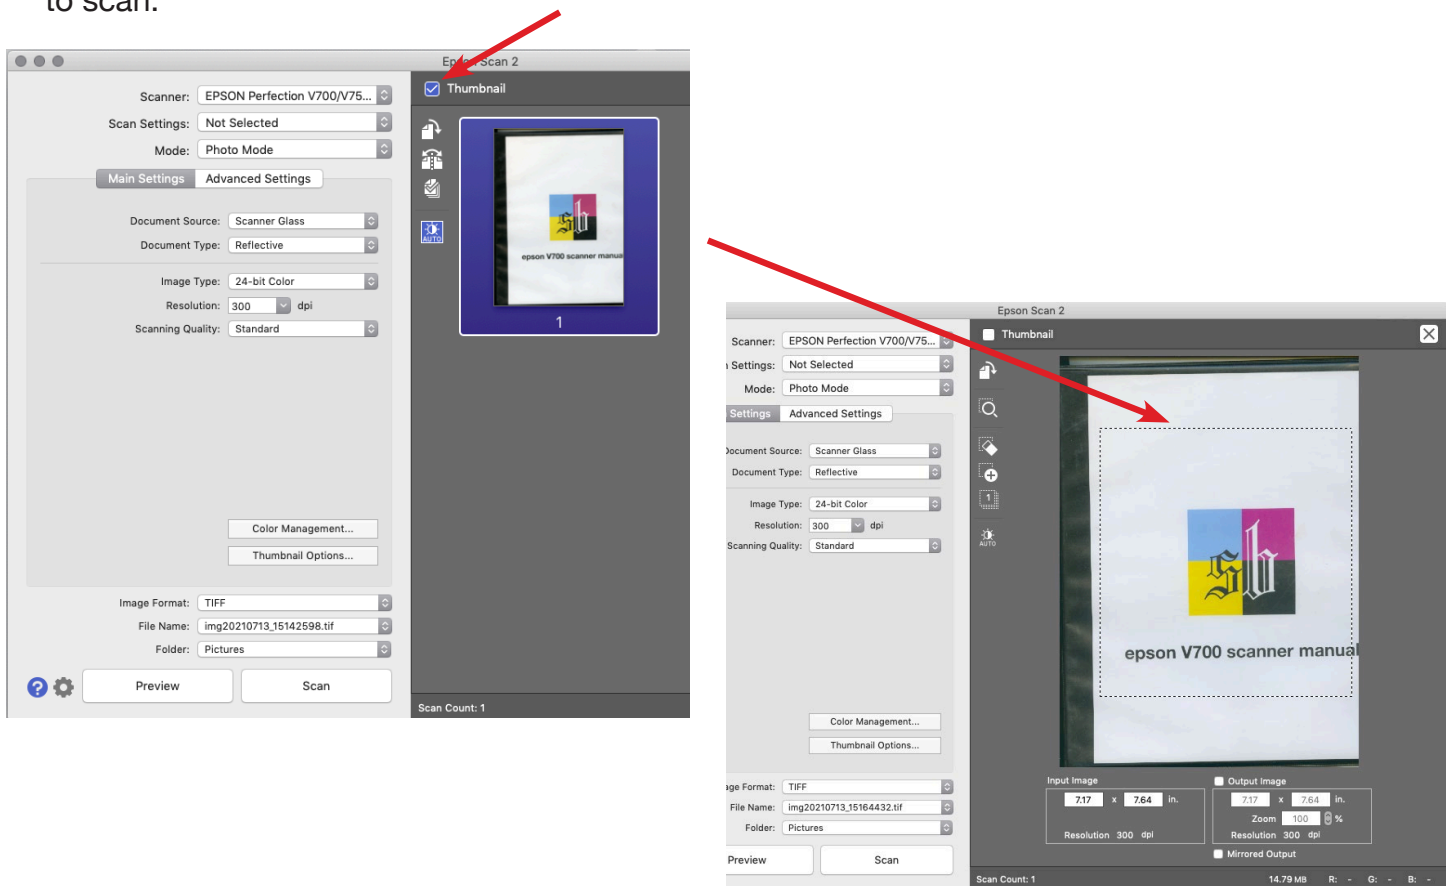 to scan.
Epson Scan 2
Scanner: EPSON Perfection V700/V75...
Scan Settings: Not Selected
Mode: Photo Mode
Main Settings Advanced Settings
Document Source: Scanner Glass
Document Type: Reflective
Image Type: 24-bit Color
Resolution: 300 dpi
Scanning Quality: Standard
Color Management...
Thumbnail Options...
Image Format: TIFF
File Name: img20210713_15142598.tif
Folder: Pictures
? Preview Scan
Thumbnail
AUTO
sb
epson V700 scanner manua
1
Scan Count: 1
Epson Scan 2
Scanner: EPSON Perfection V700/V75...
Settings: Not Selected
Mode: Photo Mode
Settings Advanced Settings
Document Source: Scanner Glass
Document Type: Reflective
Image Type: 24-bit Color
Resolution: 300 dpi
Scanning Quality: Standard
Color Management...
Thumbnail Options...
age Format: TIFF
File Name: img20210713_15164432.tif
Folder: Pictures
Preview Scan
Thumbnail
1
AUTO
sb
epson V700 scanner manual
Input Image
7.17 x 7.64 in.
Resolution 300 dpi
Output Image
7.17 x 7.64 in.
Zoom 100 %
Resolution 300 dpi
Mirrored Output
Scan Count: 1 14.79 MB R: - G: - B: -